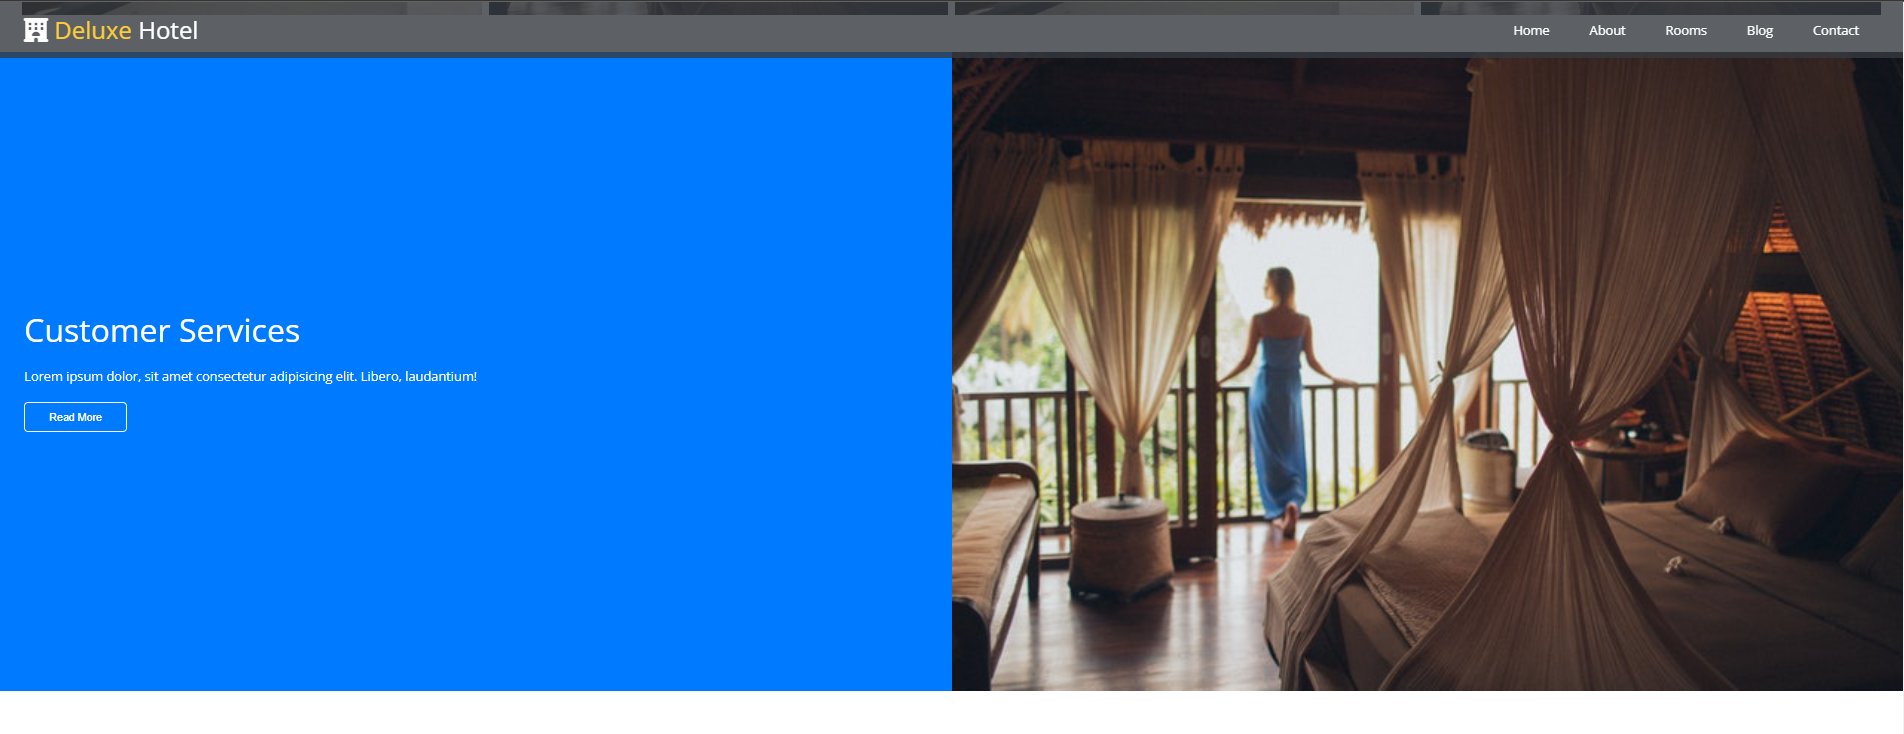 Deluxe Hotel
Home About Rooms Blog Contact
Customer Services
Lorem ipsum dolor, sit amet consectetur adipisicing elit. Libero, laudantium!
Read More